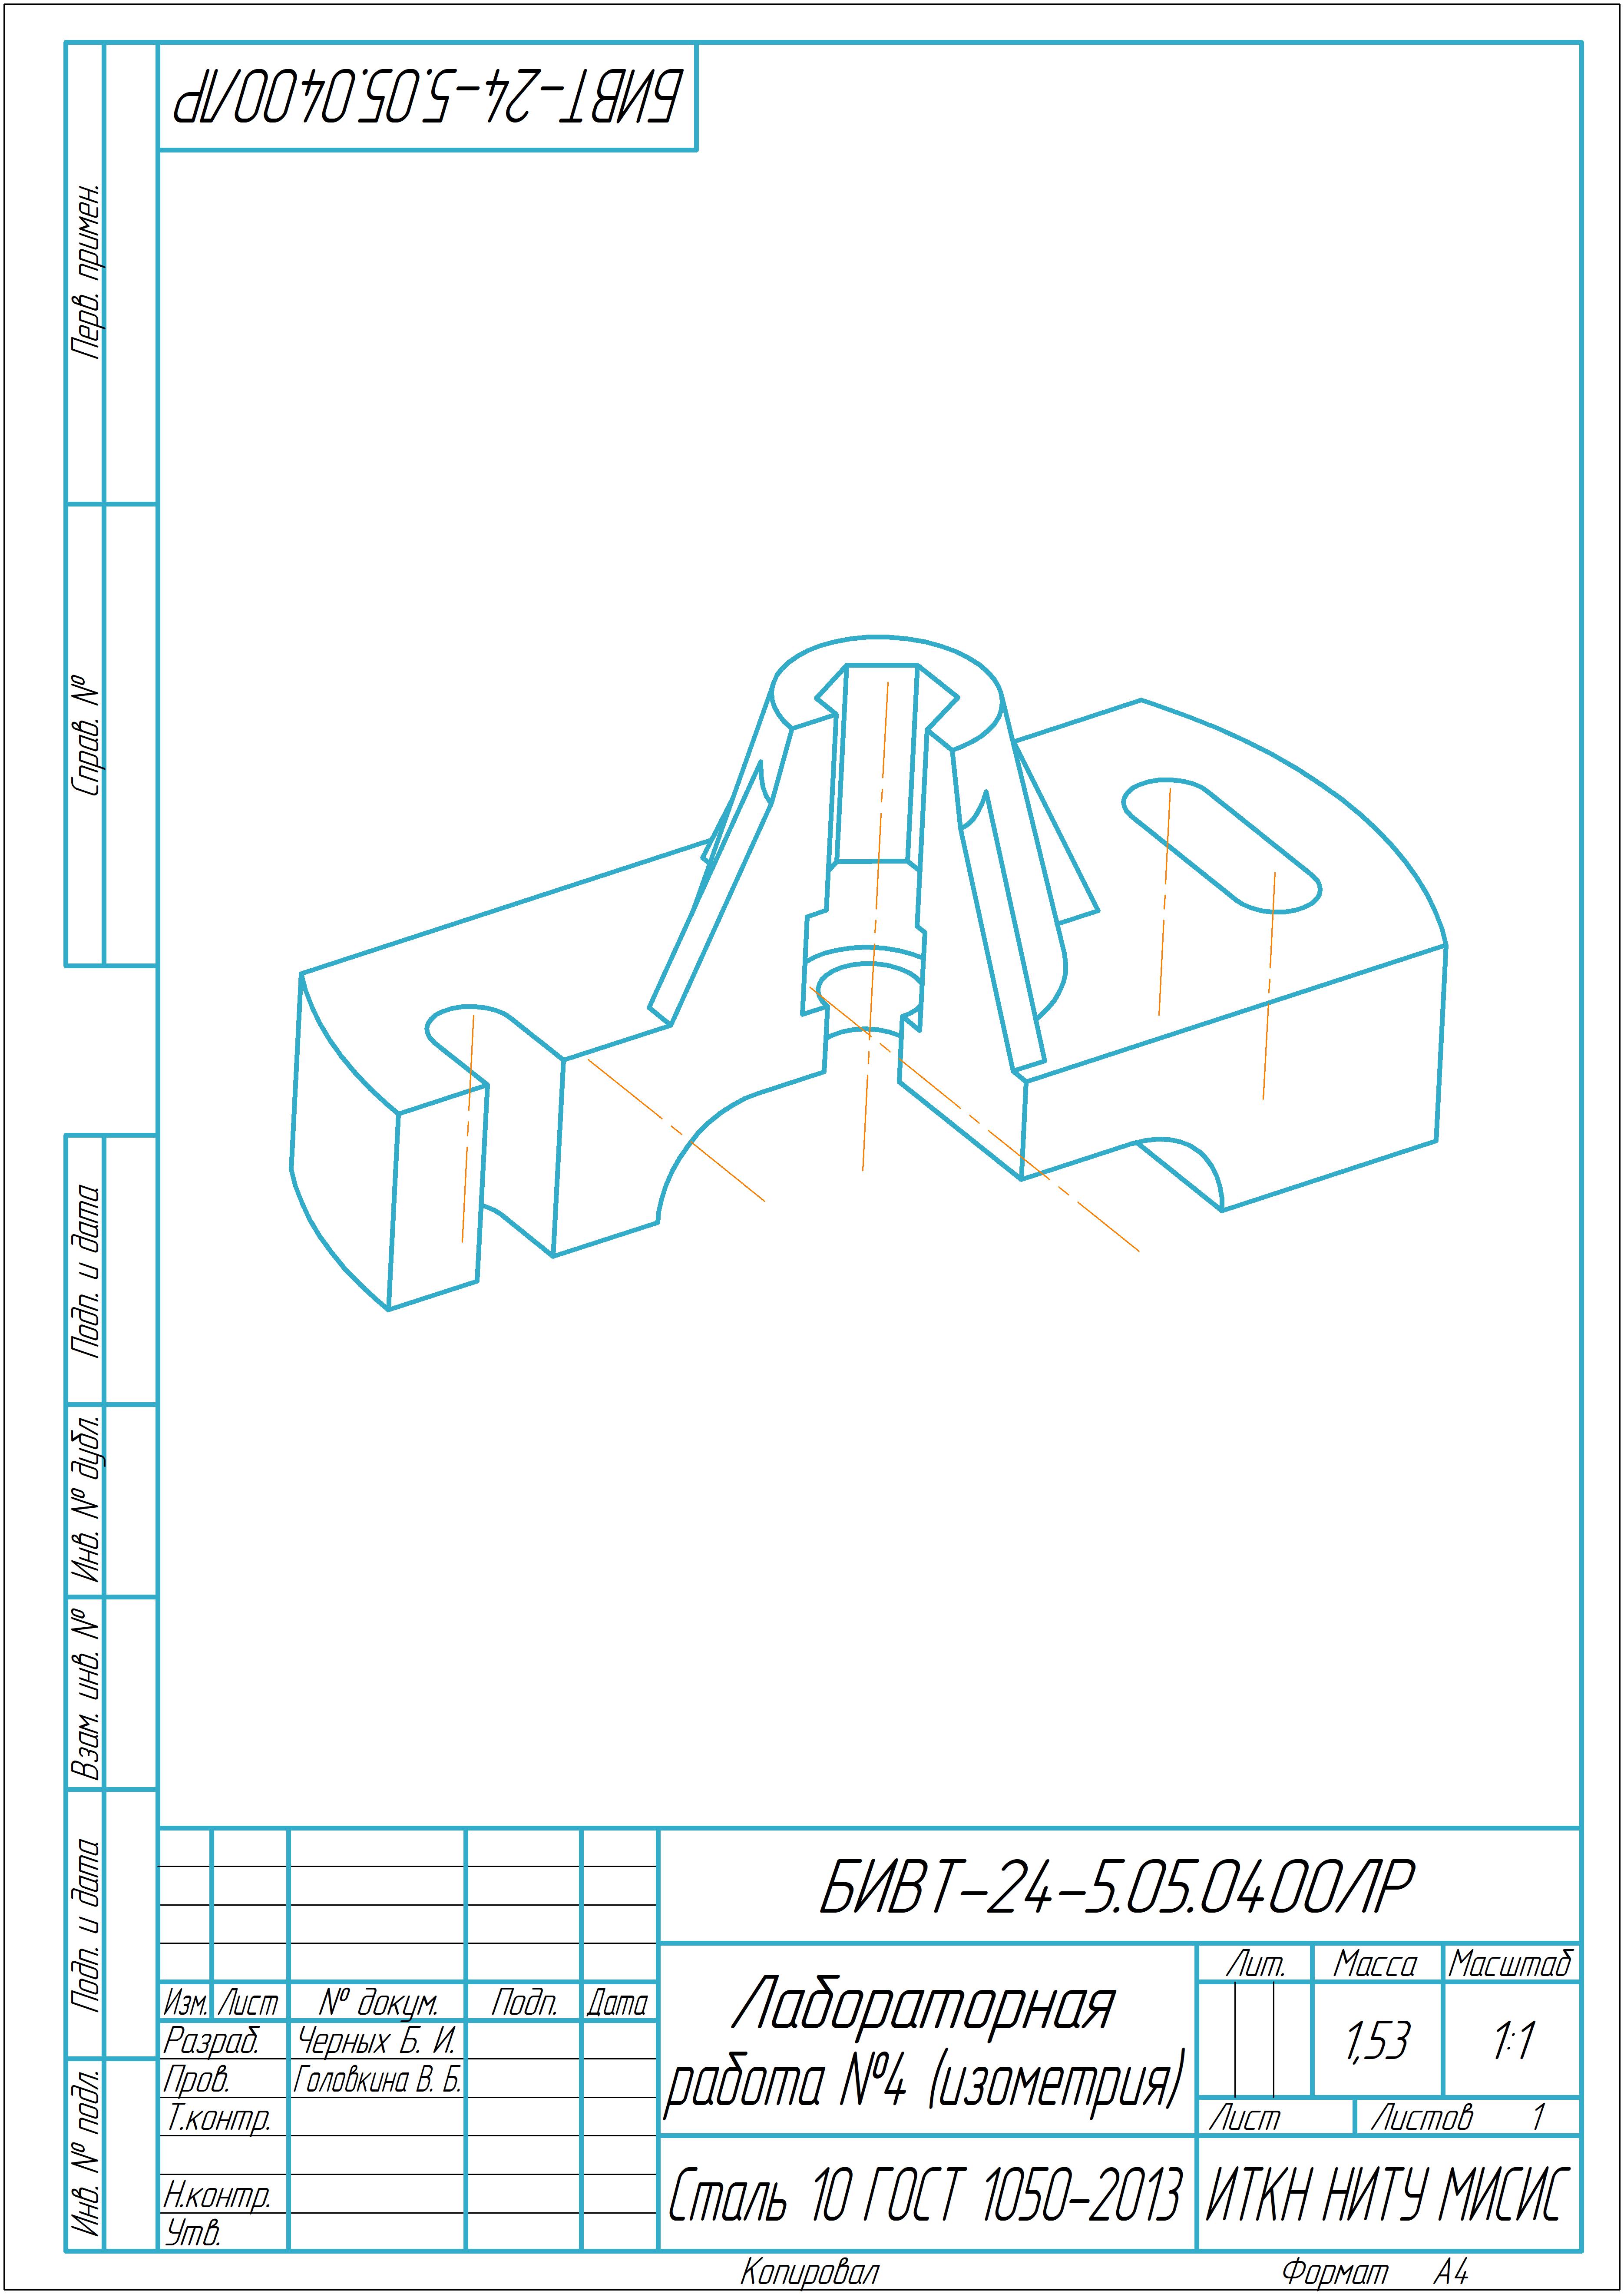 БИВТ-24-5.05.0400/ЛР
Перв. примен.
Справ. №
Подп. и дата
Инв. № дубл.
Взам. инв. №
Подп. и дата
Инв. № подл.
БИВТ-24-5.05.0400/ЛР
Изм. Лист № докум. Подп. Дата
Разраб. Черных Б. И.
Пров. Головкина В. Б.
Т.контр.
Н.контр.
Утв.
Лабораторная
работа №4 (изометрия)
Лит. Масса Масштаб
1,53 1:1
Лист Листов 1
Сталь 10 ГОСТ 1050-2013
ИТКН НИТУ МИСИС
Копировал Формат А4